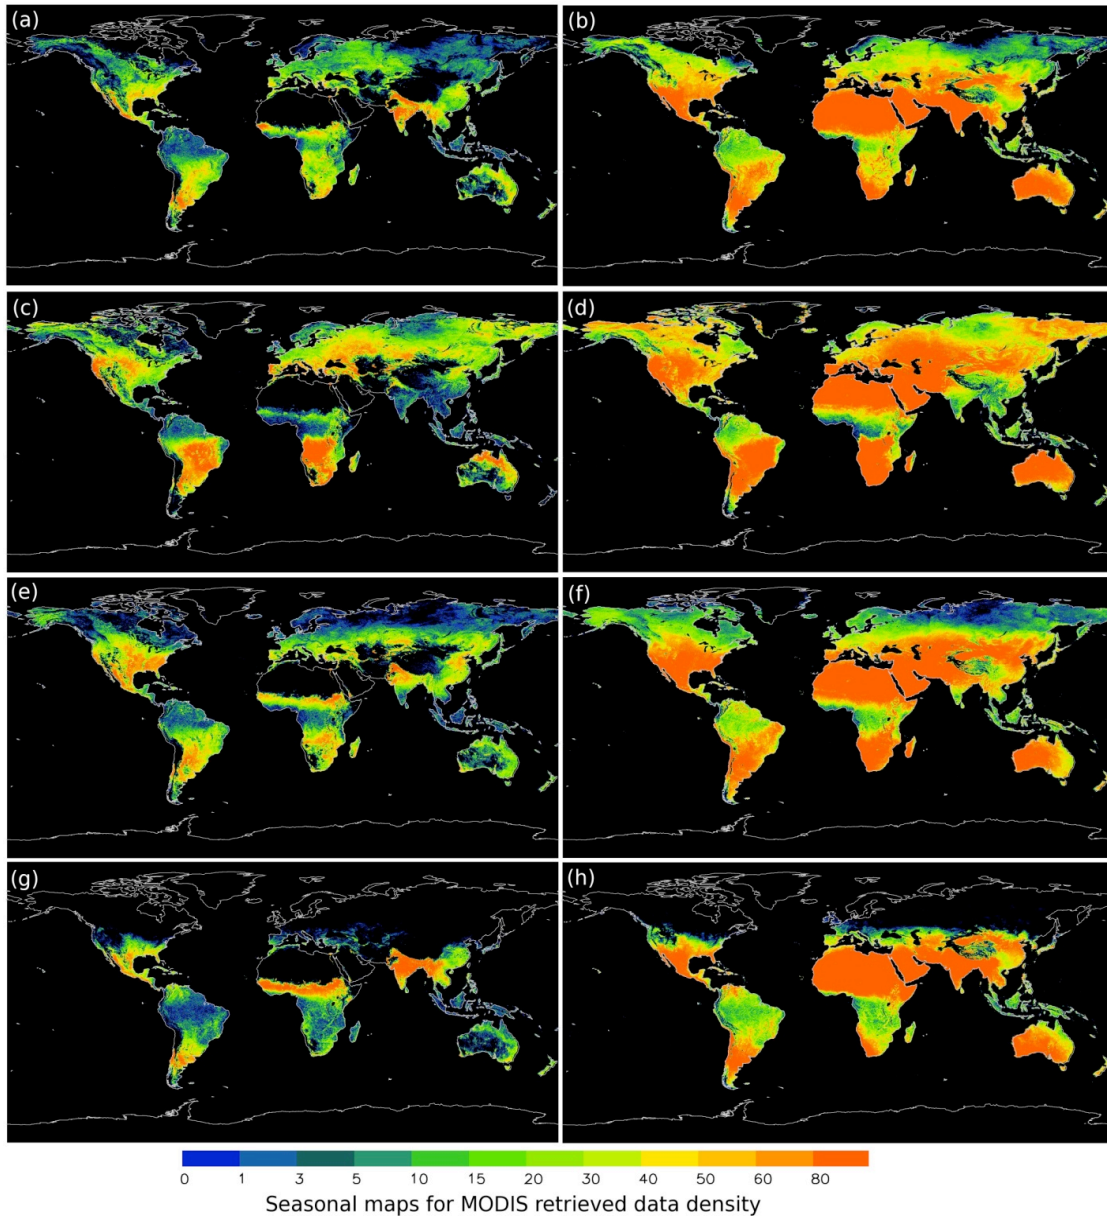 (a) (b)
(c) (d)
(e) (f)
(g) (h)
0 1 3 5 10 15 20 30 40 50 60 80
Seasonal maps for MODIS retrieved data density